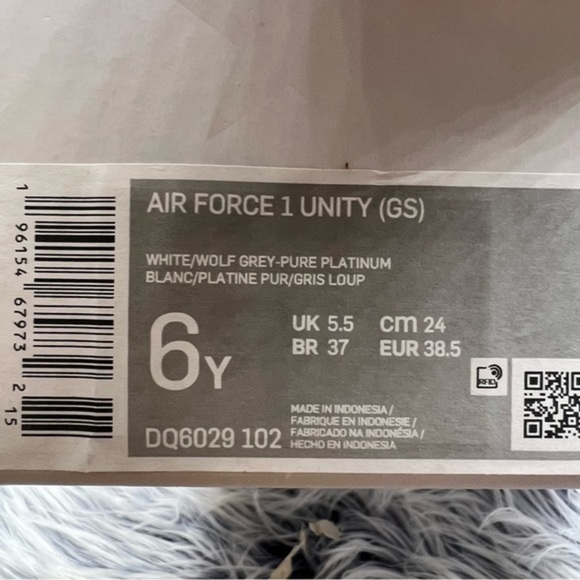 AIR FORCE 1 UNITY (GS)
WHITE/WOLF GREY-PURE PLATINUM
BLANC/PLATINE PUR/GRIS LOUP
6Y
UK 5.5 cm 24
BR 37 EUR 38.5
RFID
DQ6029 102
MADE IN INDONESIA/
FABRIQUE EN INDONESIE/
FABRICADO NA INDONÉSIA/
HECHO EN INDONESIA
1 96154 67973 2 15